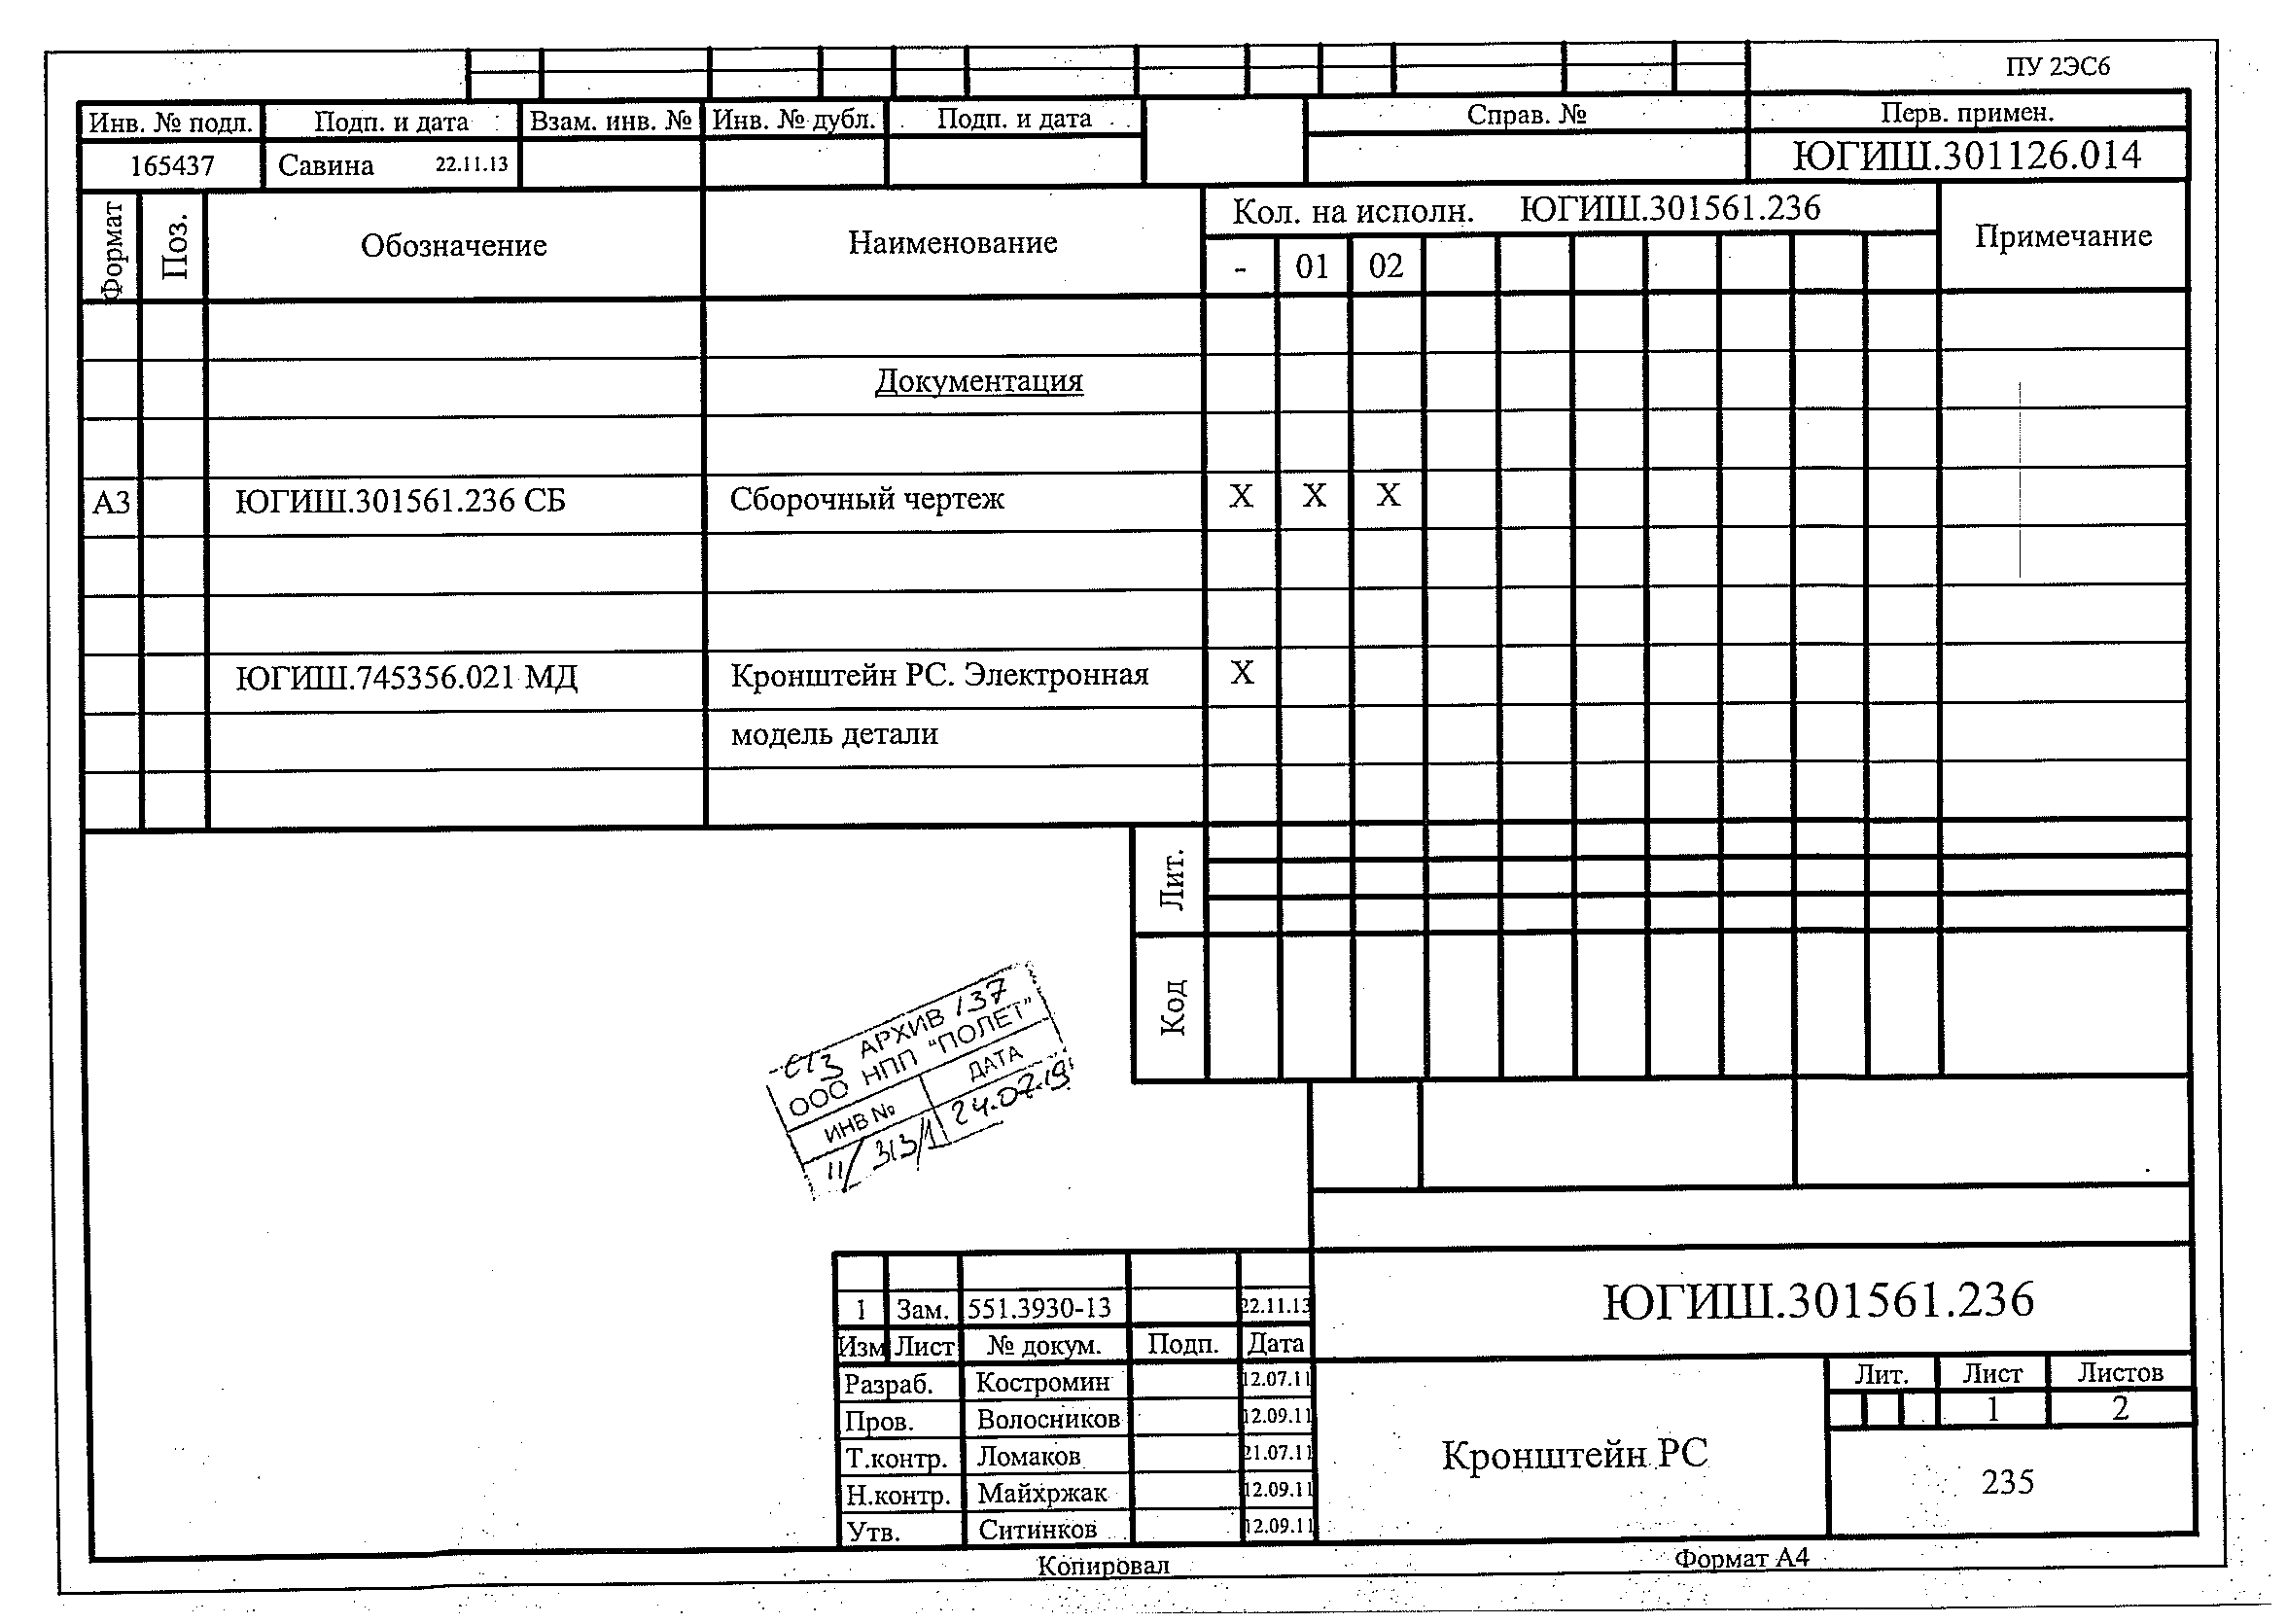 ПУ 2ЭС6
Инв. № подл. Подп. и дата Взам. инв. № Инв. № дубл. Подп. и дата Справ. № Перв. примен.
165437 Савина 22.11.13 ЮГИШ.301126.014
Формат Поз. Обозначение Наименование Кол. на исполн. ЮГИШ.301561.236 Примечание
- 01 02
Документация
А3 ЮГИШ.301561.236 СБ Сборочный чертеж Х Х Х
ЮГИШ.745356.021 МД Кронштейн РС. Электронная Х
модель детали
Лит.
Код
АРХИВ 137
ООО НПП "ПОЛЕТ"
ИНВ № ДАТА
11/313/1 24.07.19
1 Зам. 551.3930-13 22.11.13
Изм Лист № докум. Подп. Дата
ЮГИШ.301561.236
Разраб. Костромин 12.07.11
Пров. Волосников 12.09.11
Т.контр. Ломаков 21.07.11
Н.контр. Майхржак 12.09.11
Утв. Ситинков 12.09.11
Кронштейн РС
Лит. Лист Листов
1 2
235
Копировал Формат А4